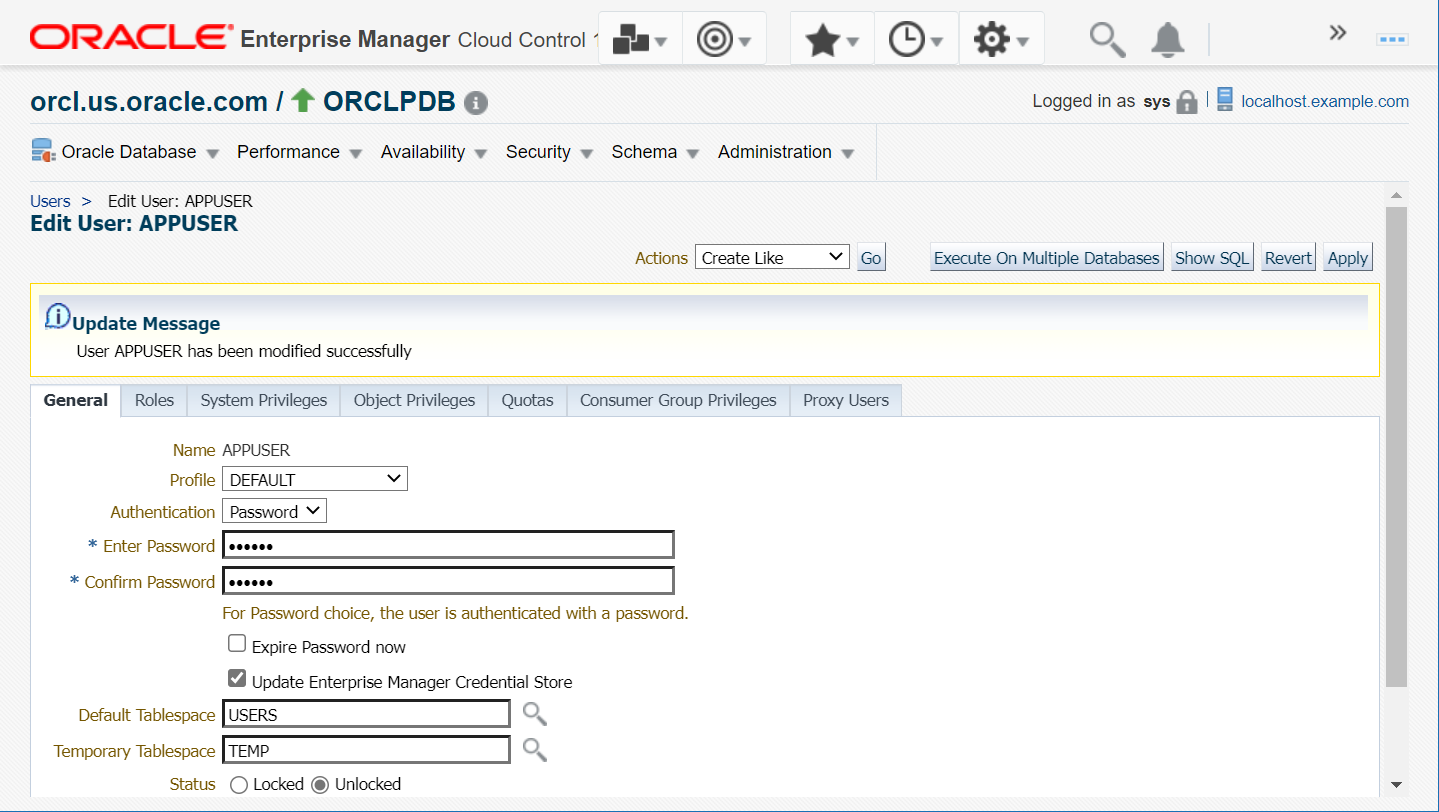 ORACLE Enterprise Manager Cloud Control
orcl.us.oracle.com / ORCLPDB
Logged in as sys
localhost.example.com
Oracle Database Performance Availability Security Schema Administration
Users > Edit User: APPUSER
Edit User: APPUSER
Actions Create Like Go Execute On Multiple Databases Show SQL Revert Apply
Update Message
User APPUSER has been modified successfully
General Roles System Privileges Object Privileges Quotas Consumer Group Privileges Proxy Users
Name APPUSER
Profile DEFAULT
Authentication Password
* Enter Password ••••••
* Confirm Password ••••••
For Password choice, the user is authenticated with a password.
Expire Password now
Update Enterprise Manager Credential Store
Default Tablespace USERS
Temporary Tablespace TEMP
Status Locked Unlocked